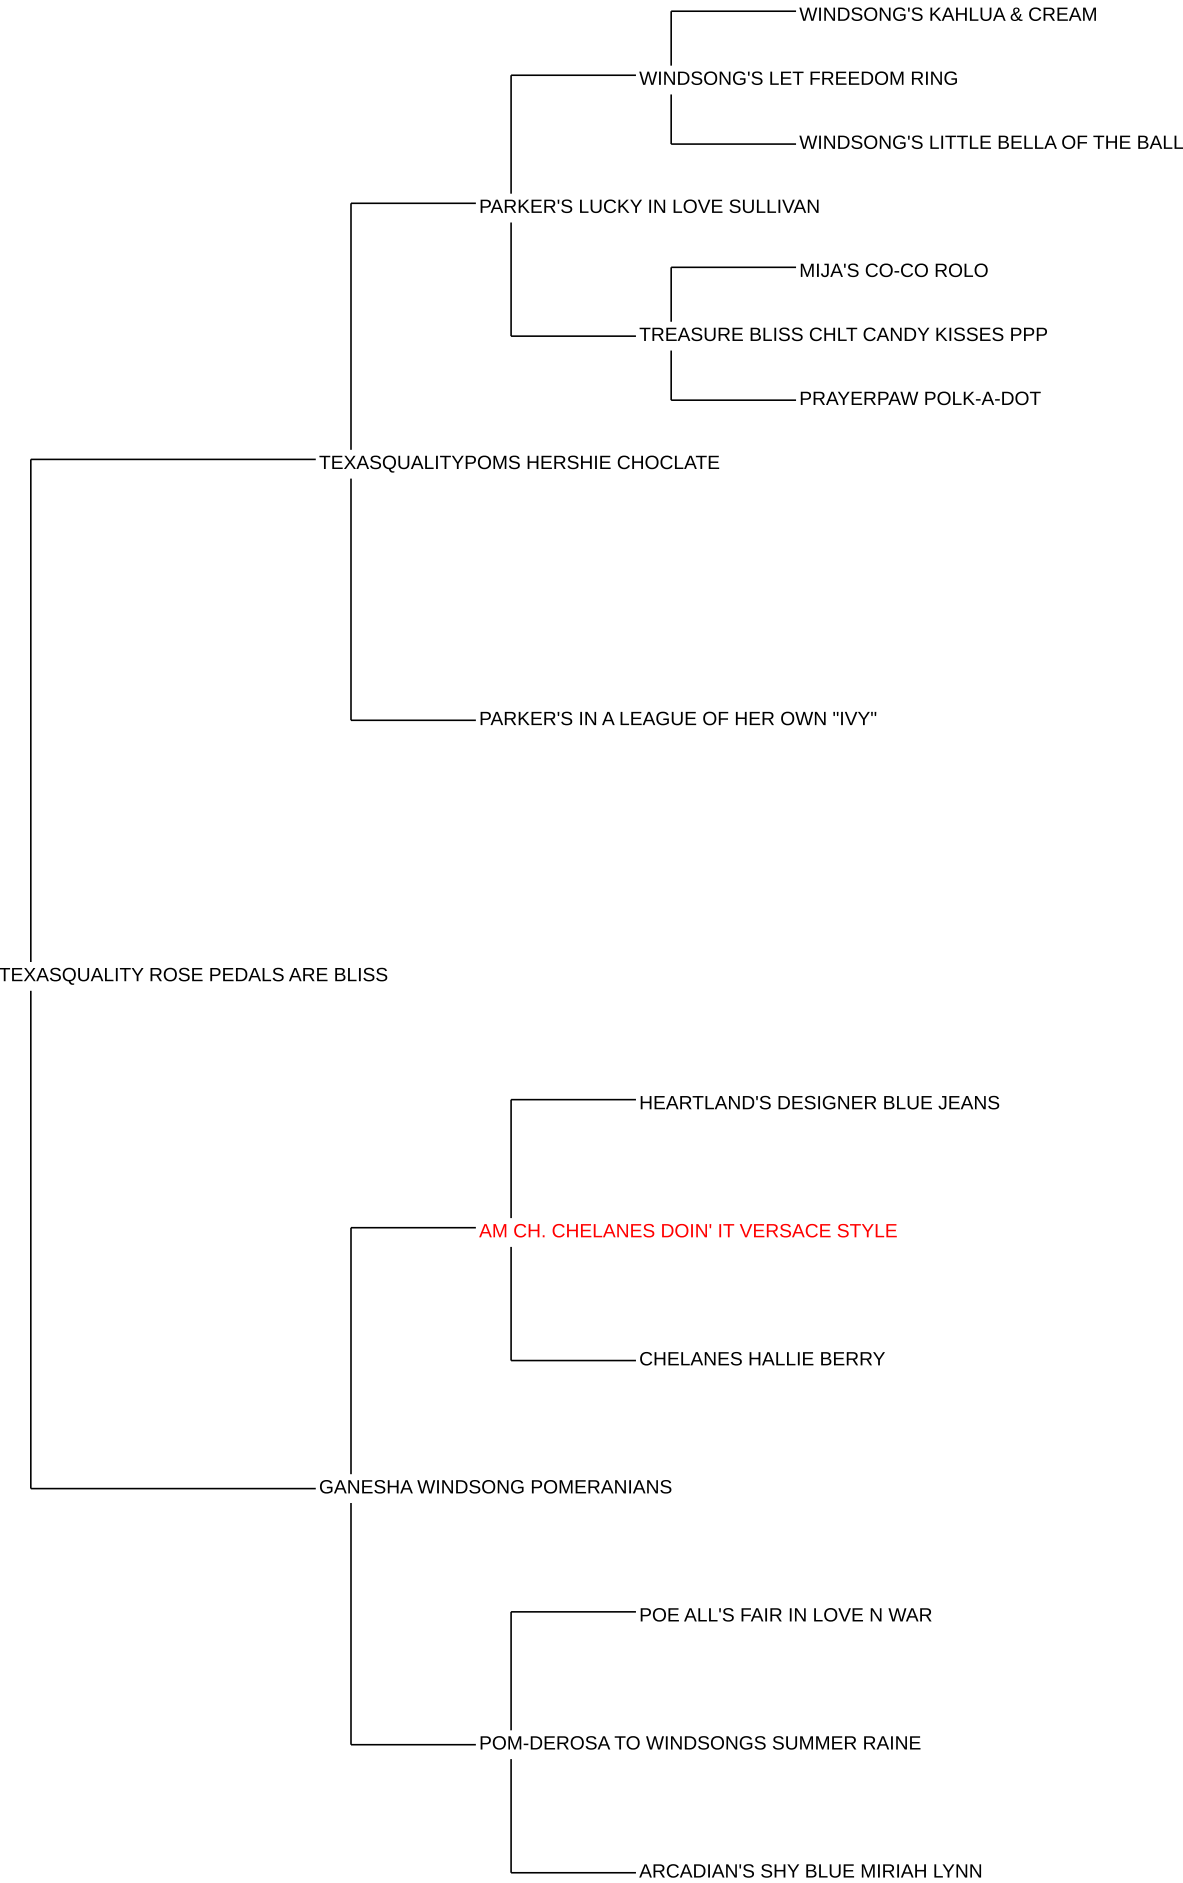 WINDSONG'S KAHLUA & CREAM
WINDSONG'S LET FREEDOM RING
WINDSONG'S LITTLE BELLA OF THE BALL
PARKER'S LUCKY IN LOVE SULLIVAN
MIJA'S CO-CO ROLO
TREASURE BLISS CHLT CANDY KISSES PPP
PRAYERPAW POLK-A-DOT
TEXASQUALITYPOMS HERSHIE CHOCLATE
PARKER'S IN A LEAGUE OF HER OWN "IVY"
TEXASQUALITY ROSE PEDALS ARE BLISS
HEARTLAND'S DESIGNER BLUE JEANS
AM CH. CHELANES DOIN' IT VERSACE STYLE
CHELANES HALLIE BERRY
GANESHA WINDSONG POMERANIANS
POE ALL'S FAIR IN LOVE N WAR
POM-DEROSA TO WINDSONGS SUMMER RAINE
ARCADIAN'S SHY BLUE MIRIAH LYNN